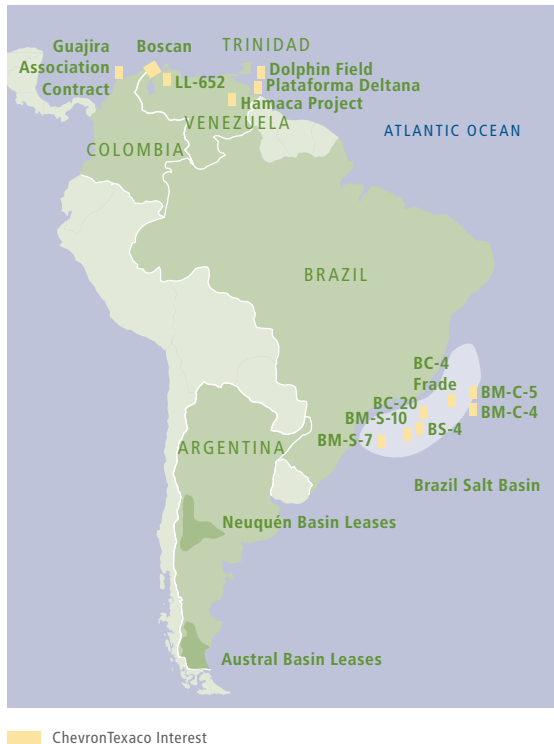 Guajira
Association
Contract
Boscan
TRINIDAD
LL-652
Dolphin Field
Plataforma Deltana
Hamaca Project
VENEZUELA
COLOMBIA
ATLANTIC OCEAN
BRAZIL
BC-4
Frade
BC-20
BM-S-10
BM-S-7
BS-4
BM-C-5
BM-C-4
ARGENTINA
Brazil Salt Basin
Neuquén Basin Leases
Austral Basin Leases
ChevronTexaco Interest